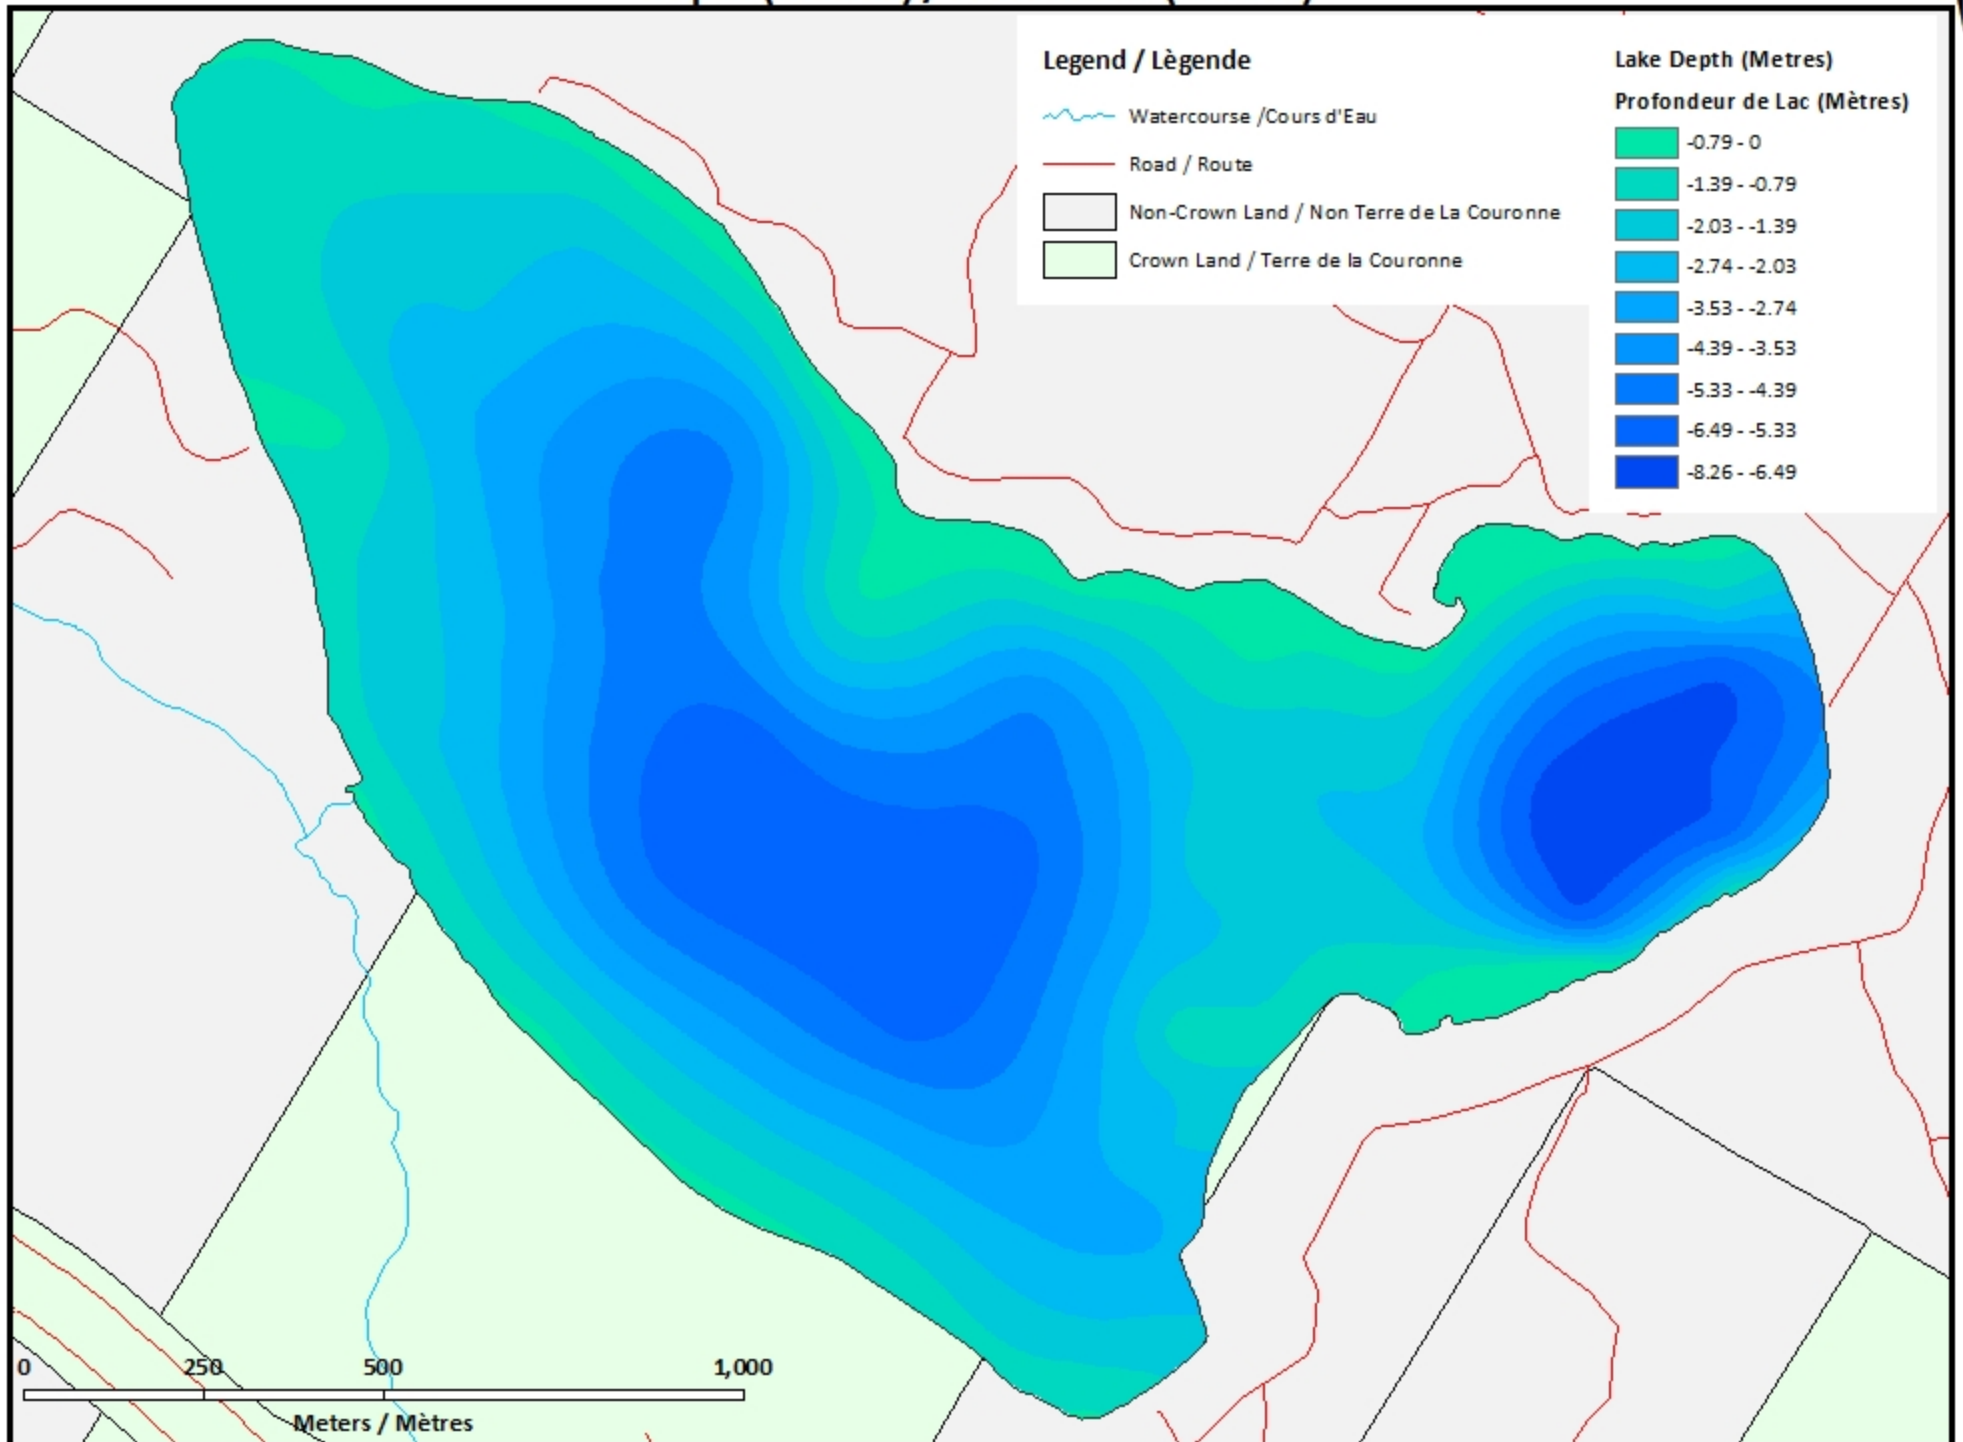 Legend / Lègende
Watercourse /Cours d'Eau
Road / Route
Non-Crown Land / Non Terre de La Couronne
Crown Land / Terre de la Couronne
Lake Depth (Metres)
Profondeur de Lac (Mètres)
-0.79 - 0
-1.39 - -0.79
-2.03 - -1.39
-2.74 - -2.03
-3.53 - -2.74
-4.39 - -3.53
-5.33 - -4.39
-6.49 - -5.33
-8.26 - -6.49
0 250 500 1,000
Meters / Mètres